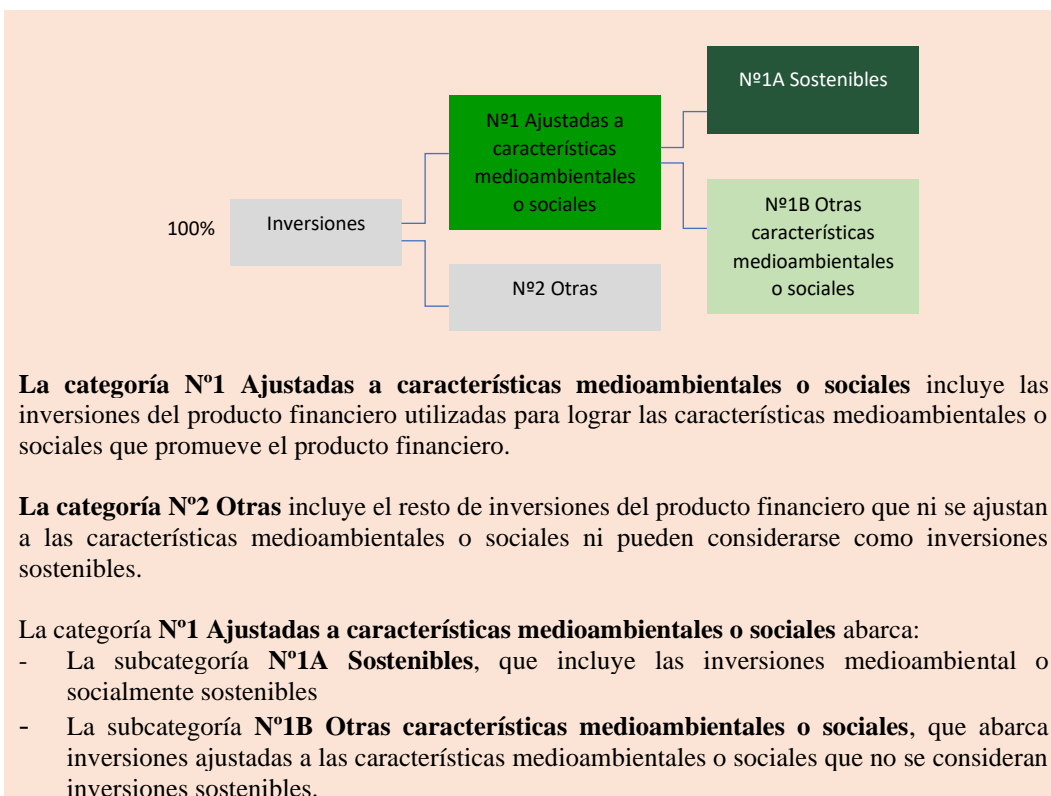 Nº1A Sostenibles
Nº1 Ajustadas a
características
medioambientales
o sociales
Nº1B Otras
características
medioambientales
o sociales
100%
Inversiones
Nº2 Otras
La categoría Nº1 Ajustadas a características medioambientales o sociales incluye las
inversiones del producto financiero utilizadas para lograr las características medioambientales o
sociales que promueve el producto financiero.
La categoría Nº2 Otras incluye el resto de inversiones del producto financiero que ni se ajustan
a las características medioambientales o sociales ni pueden considerarse como inversiones
sostenibles.
La categoría Nº1 Ajustadas a características medioambientales o sociales abarca:
- La subcategoría Nº1A Sostenibles, que incluye las inversiones medioambiental o
socialmente sostenibles
- La subcategoría Nº1B Otras características medioambientales o sociales, que abarca
inversiones ajustadas a las características medioambientales o sociales que no se consideran
inversiones sostenibles.